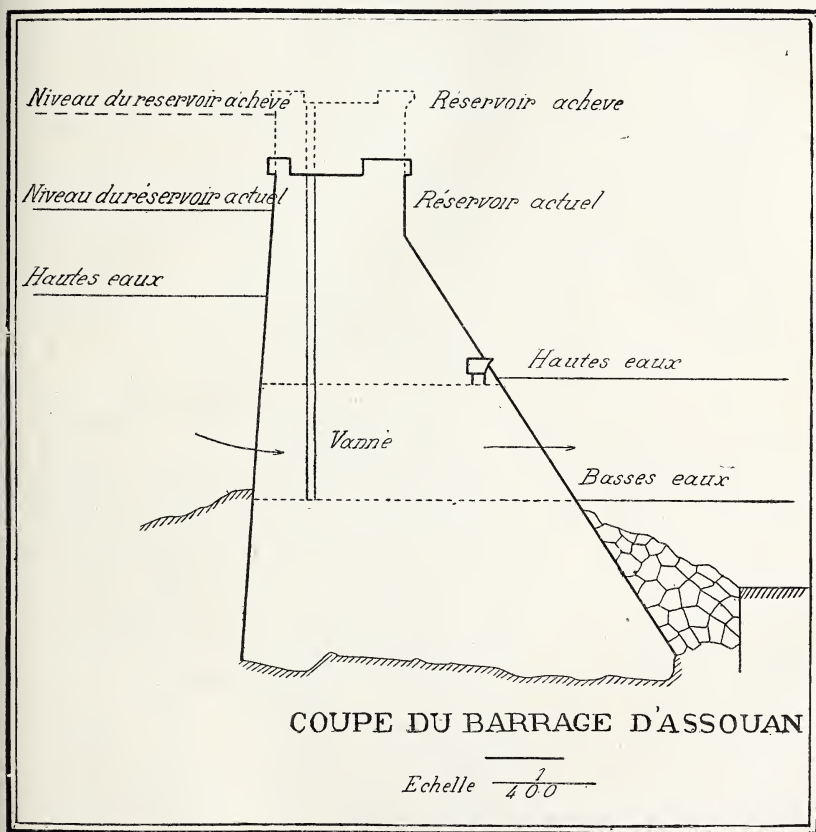 Niveau du reservoir achevé
Réservoir achevé
Niveau du réservoir actuel
Réservoir actuel
Hautes eaux
Hautes eaux
Vanne
Basses eaux
COUPE DU BARRAGE D'ASSOUAN
Echelle 1/400